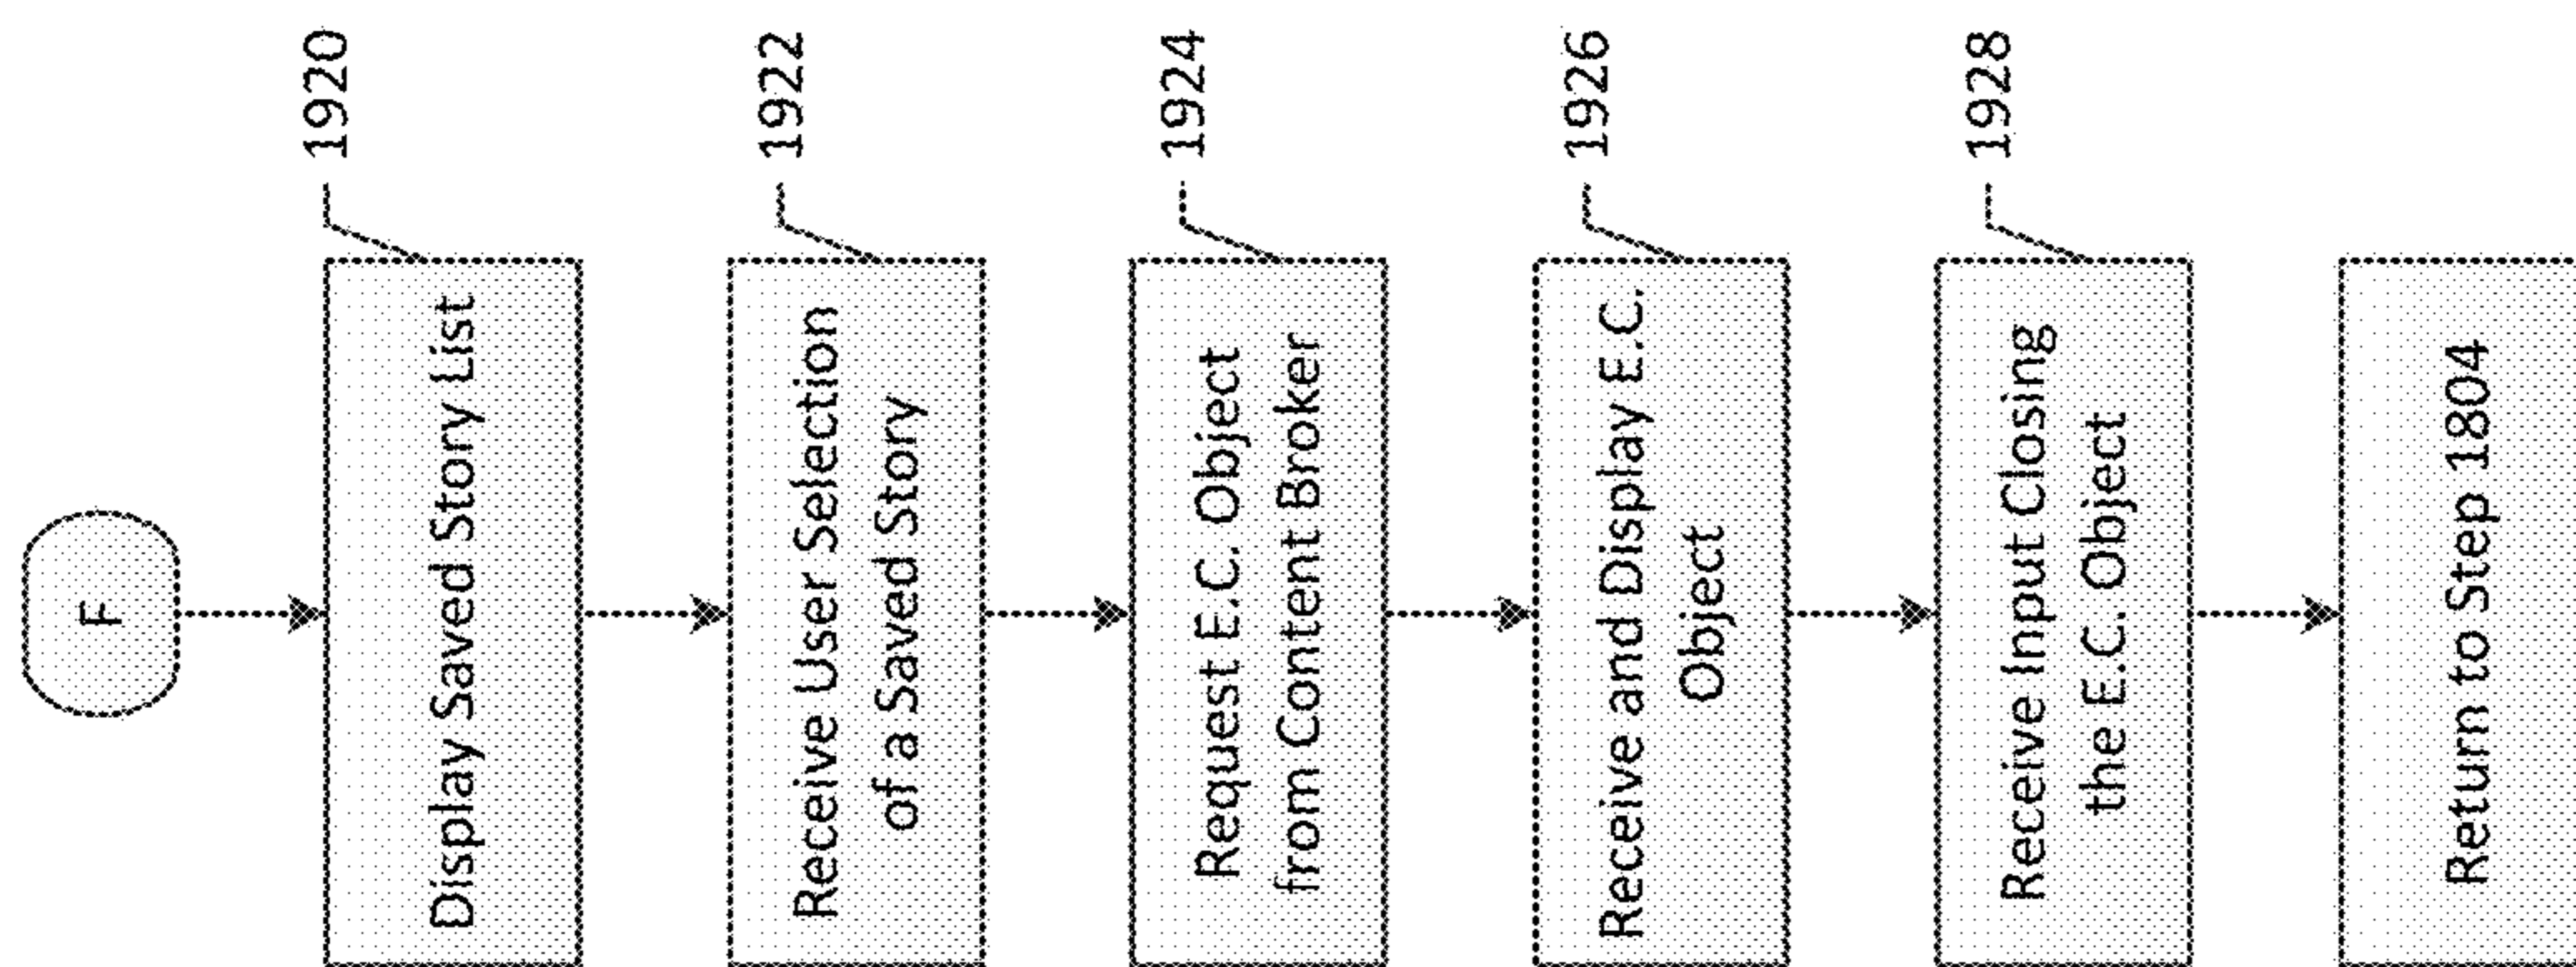 F
Display Saved Story List
1920
Receive User Selection
of a Saved Story
1922
Request E.C. Object
from Content Broker
1924
Receive and Display E.C.
Object
1926
Receive Input Closing
the E.C. Object
1928
Return to Step 1804